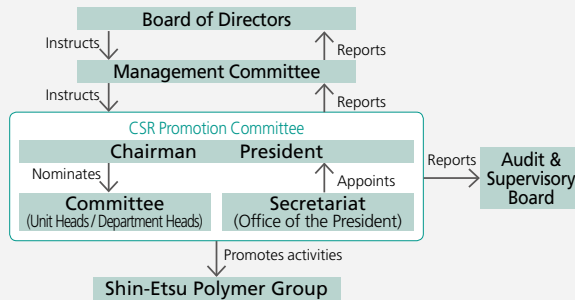 Board of Directors
Instructs
Reports
Management Committee
Instructs
Reports
CSR Promotion Committee
Chairman President
Nominates
Appoints
Committee
(Unit Heads / Department Heads)
Secretariat
(Office of the President)
Reports
Audit &
Supervisory
Board
Promotes activities
Shin-Etsu Polymer Group